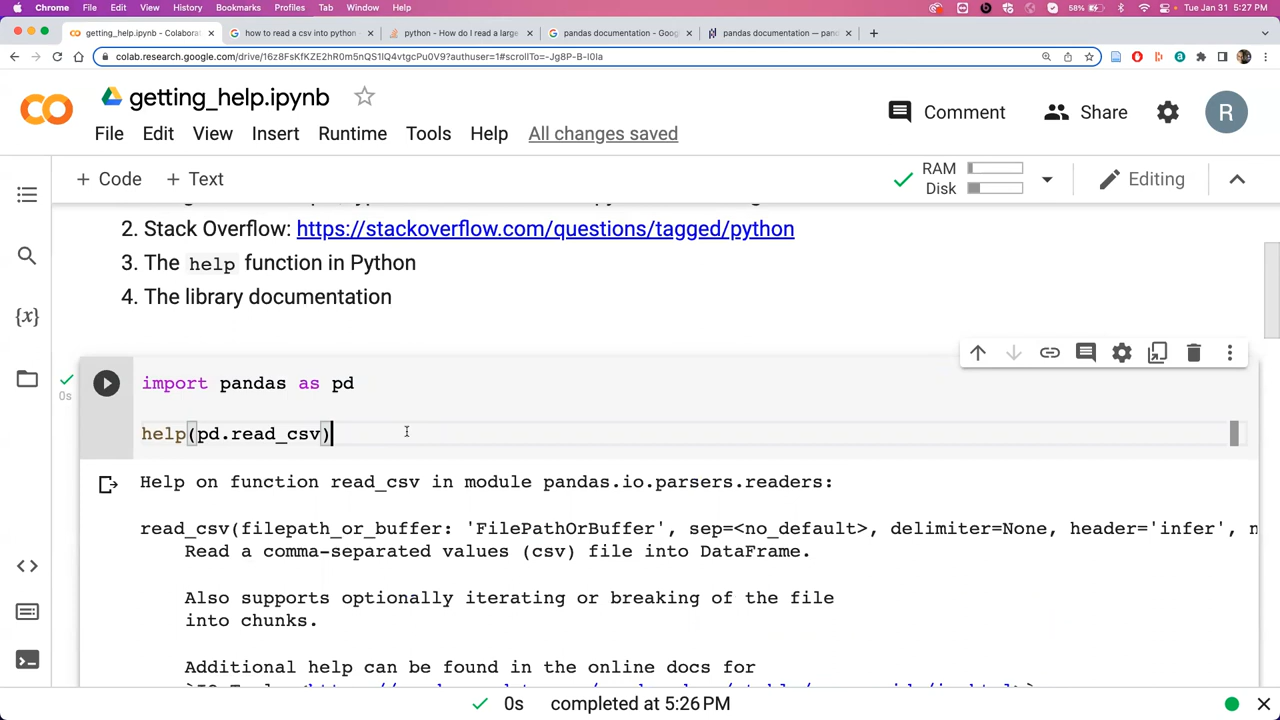 Chrome File Edit View History Bookmarks Profiles Tab Window Help 58% Tue Jan 31 5:27 PM
getting_help.ipynb - Colabora how to read a csv into python python - How do I read a large pandas documentation - Goog pandas documentation — pand
colab.research.google.com/drive/16z8FsKfKZE2hR0m5nQS1IQ4vtgcPu0V9?authuser=1#scrollTo=-Jg8P-B-I0Ia
getting_help.ipynb
Comment Share R
File Edit View Insert Runtime Tools Help All changes saved
+ Code + Text
RAM
Disk
Editing
2. Stack Overflow: https://stackoverflow.com/questions/tagged/python
3. The help function in Python
4. The library documentation
{x}
0s
import pandas as pd
help(pd.read_csv)
Help on function read_csv in module pandas.io.parsers.readers:
read_csv(filepath_or_buffer: 'FilePathOrBuffer', sep=<no_default>, delimiter=None, header='infer', n
Read a comma-separated values (csv) file into DataFrame.
Also supports optionally iterating or breaking of the file
into chunks.
Additional help can be found in the online docs for
0s completed at 5:26 PM